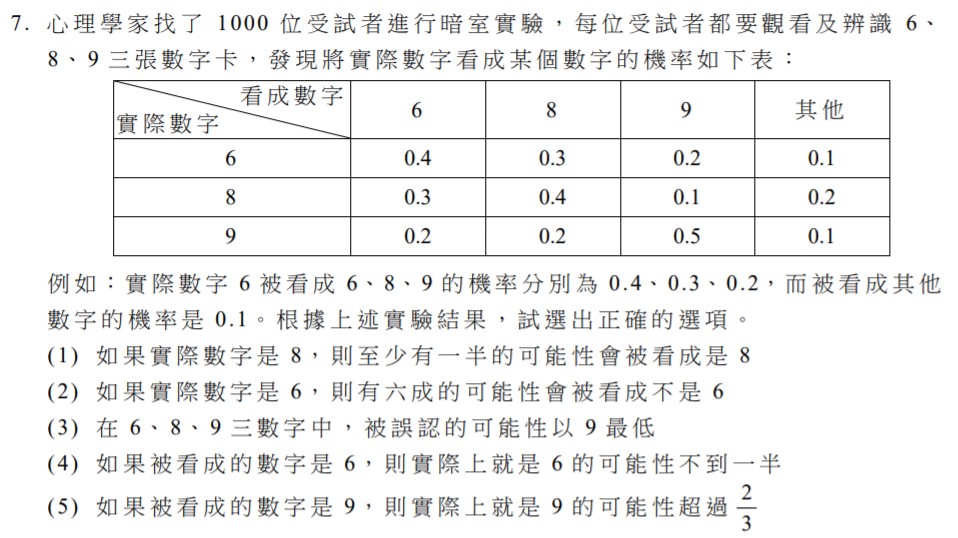 7. 心理學家找了 1000 位受試者進行暗室實驗，每位受試者都要觀看及辨識 6、
8、9 三張數字卡，發現將實際數字看成某個數字的機率如下表：
看成數字 6 8 9 其他
實際數字
6 0.4 0.3 0.2 0.1
8 0.3 0.4 0.1 0.2
9 0.2 0.2 0.5 0.1
例如：實際數字 6 被看成 6、8、9 的機率分別為 0.4、0.3、0.2，而被看成其他
數字的機率是 0.1。根據上述實驗結果，試選出正確的選項。
(1) 如果實際數字是 8，則至少有一半的可能性會被看成是 8
(2) 如果實際數字是 6，則有六成的可能性會被看成不是 6
(3) 在 6、8、9 三數字中，被誤認的可能性以 9 最低
(4) 如果被看成的數字是 6，則實際上就是 6 的可能性不到一半
(5) 如果被看成的數字是 9，則實際上就是 9 的可能性超過 2/3